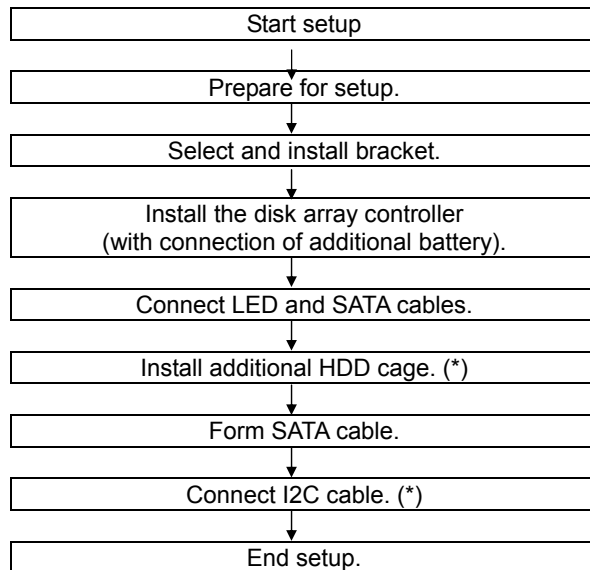 Start setup
Prepare for setup.
Select and install bracket.
Install the disk array controller
(with connection of additional battery).
Connect LED and SATA cables.
Install additional HDD cage. (*)
Form SATA cable.
Connect I2C cable. (*)
End setup.